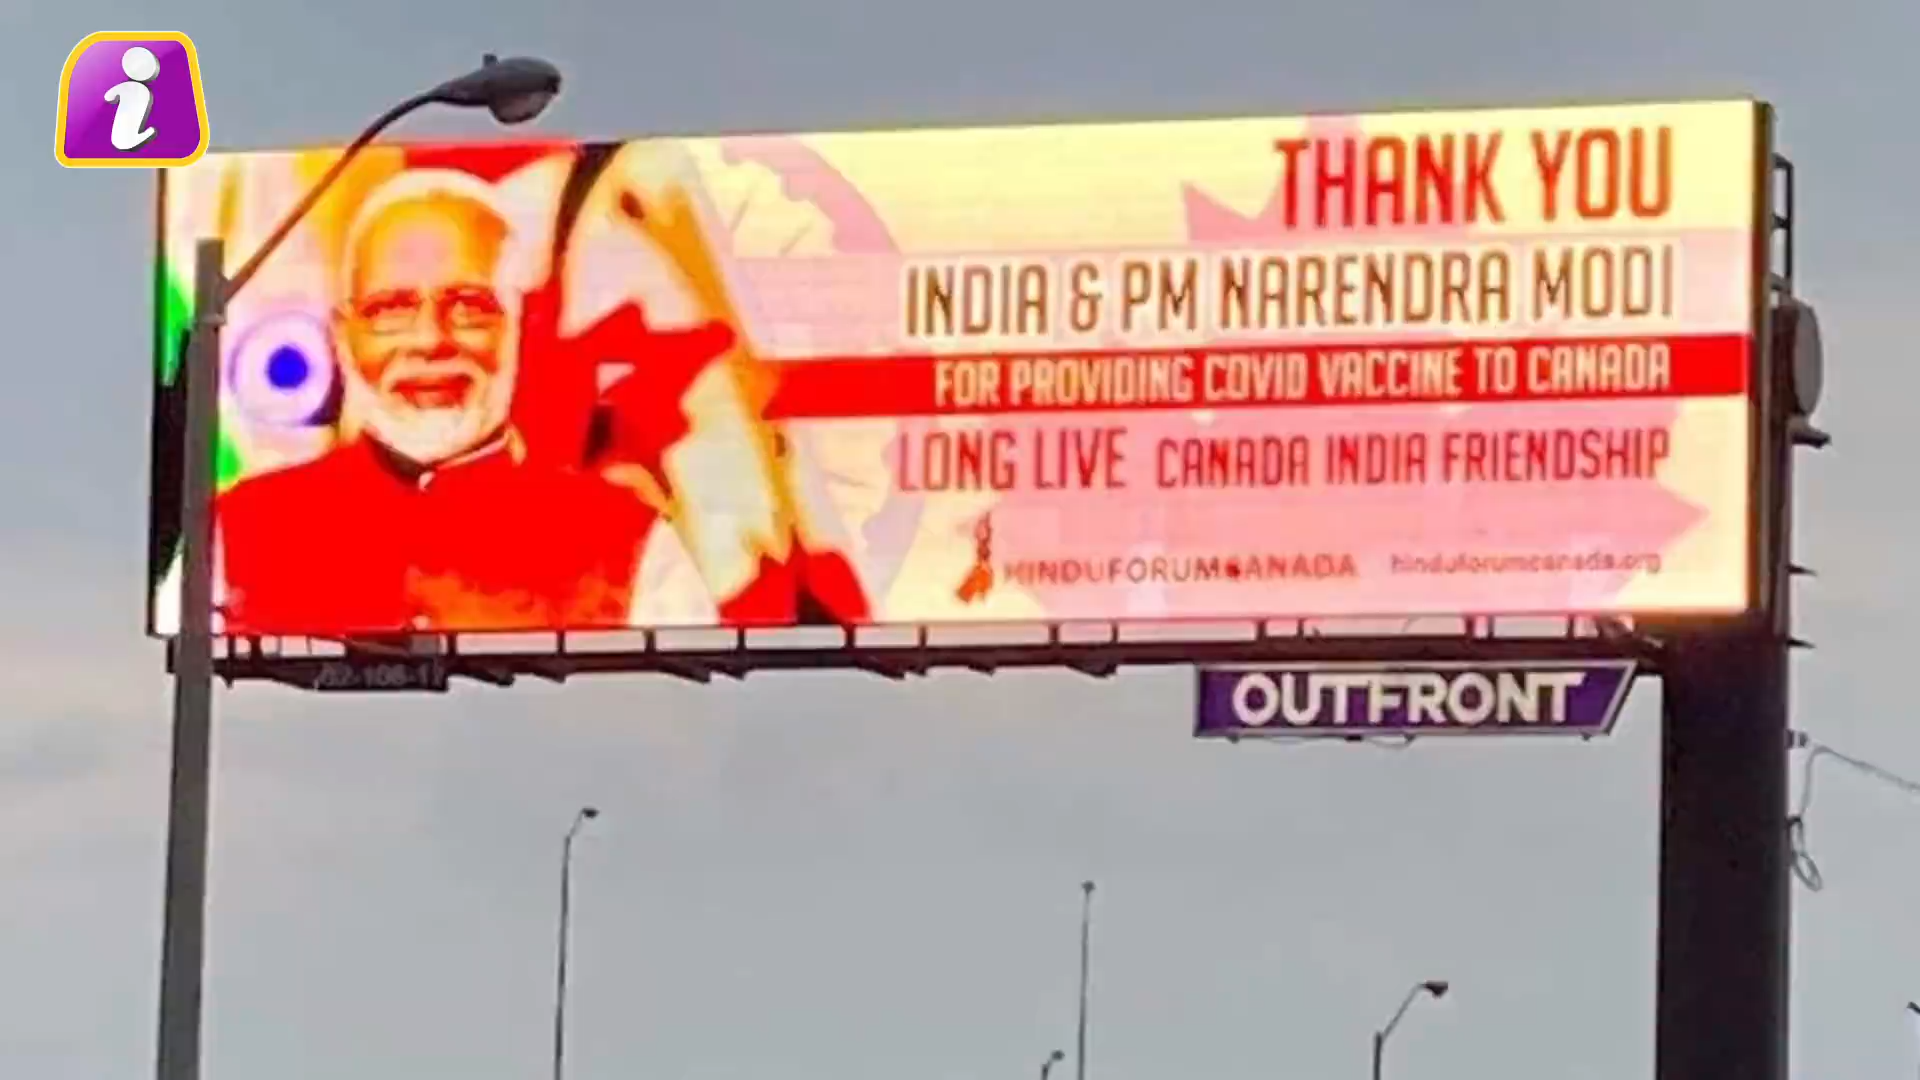 THANK YOU
INDIA & PM NARENDRA MODI
FOR PROVIDING COVID VACCINE TO CANADA
LONG LIVE CANADA INDIA FRIENDSHIP
HINDUFORUMCANADA hinduforumcanada.org
OUTFRONT